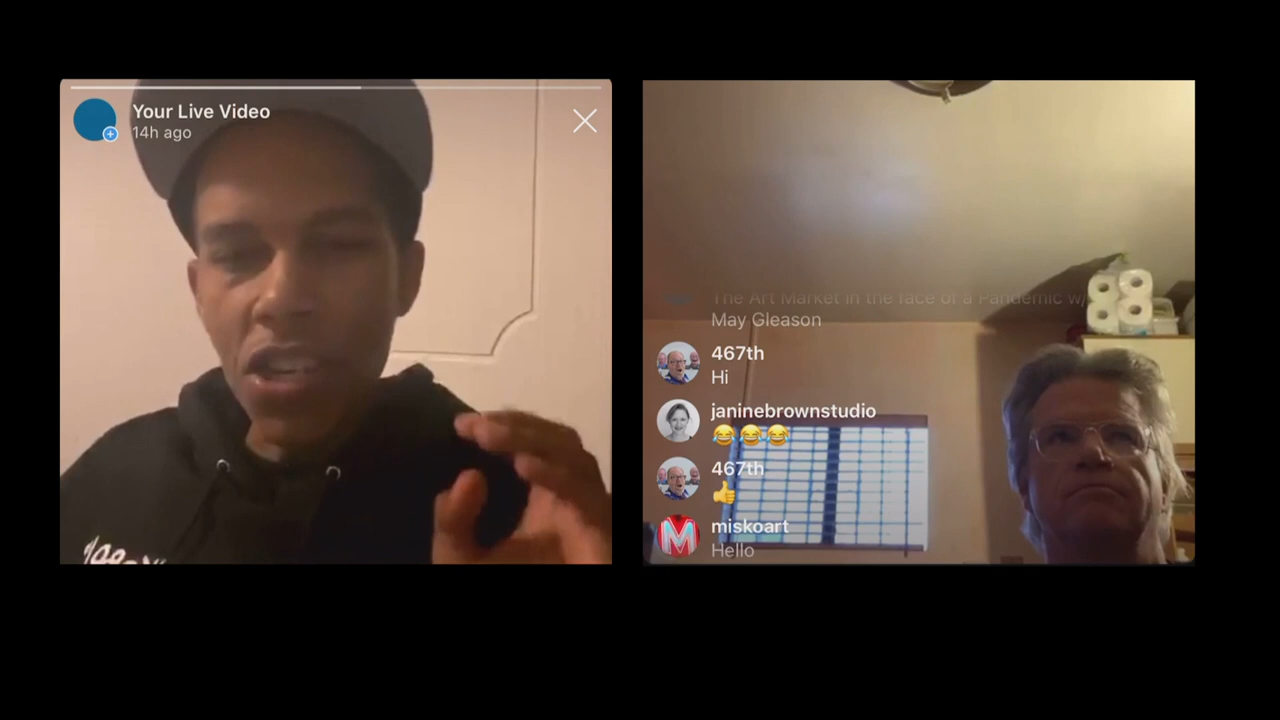 Your Live Video
14h ago
The Art Market in the face of a Pandemic w/
May Gleason
467th
Hi
janinebrownstudio
😂😂😂
467th
👍
miskoart
M
Hello